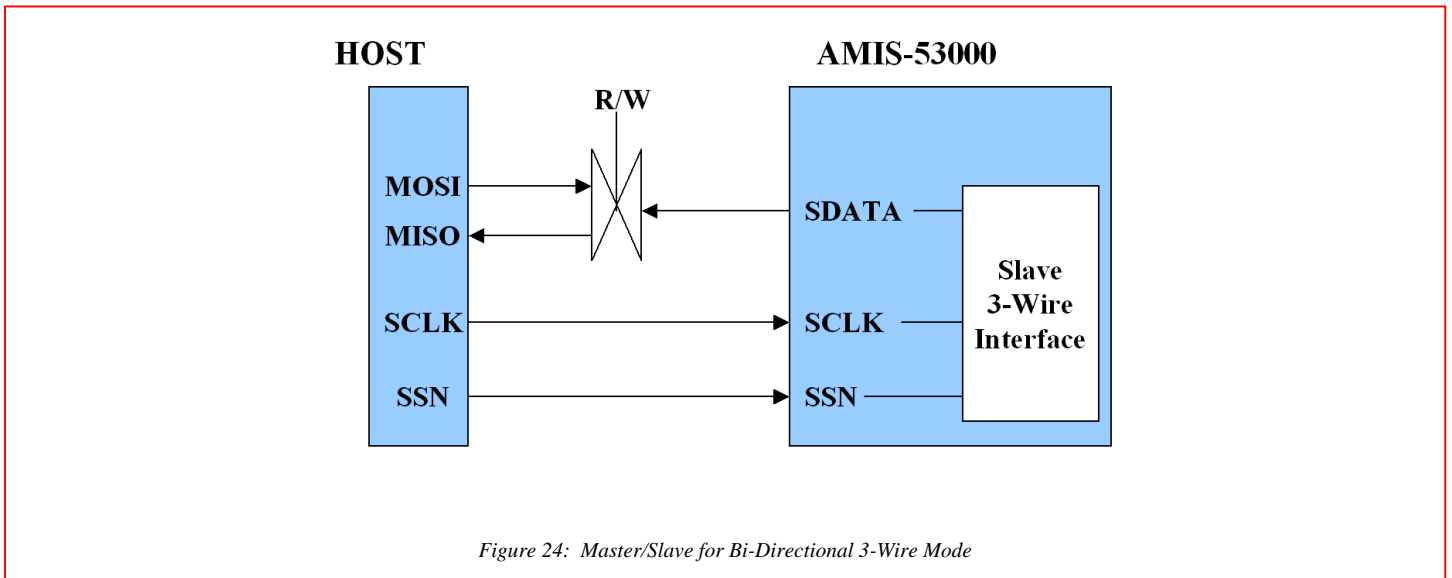 HOST
AMIS-53000
R/W
MOSI
MISO
SCLK
SSN
SDATA
SCLK
SSN
Slave
3-Wire
Interface
Figure 24: Master/Slave for Bi-Directional 3-Wire Mode